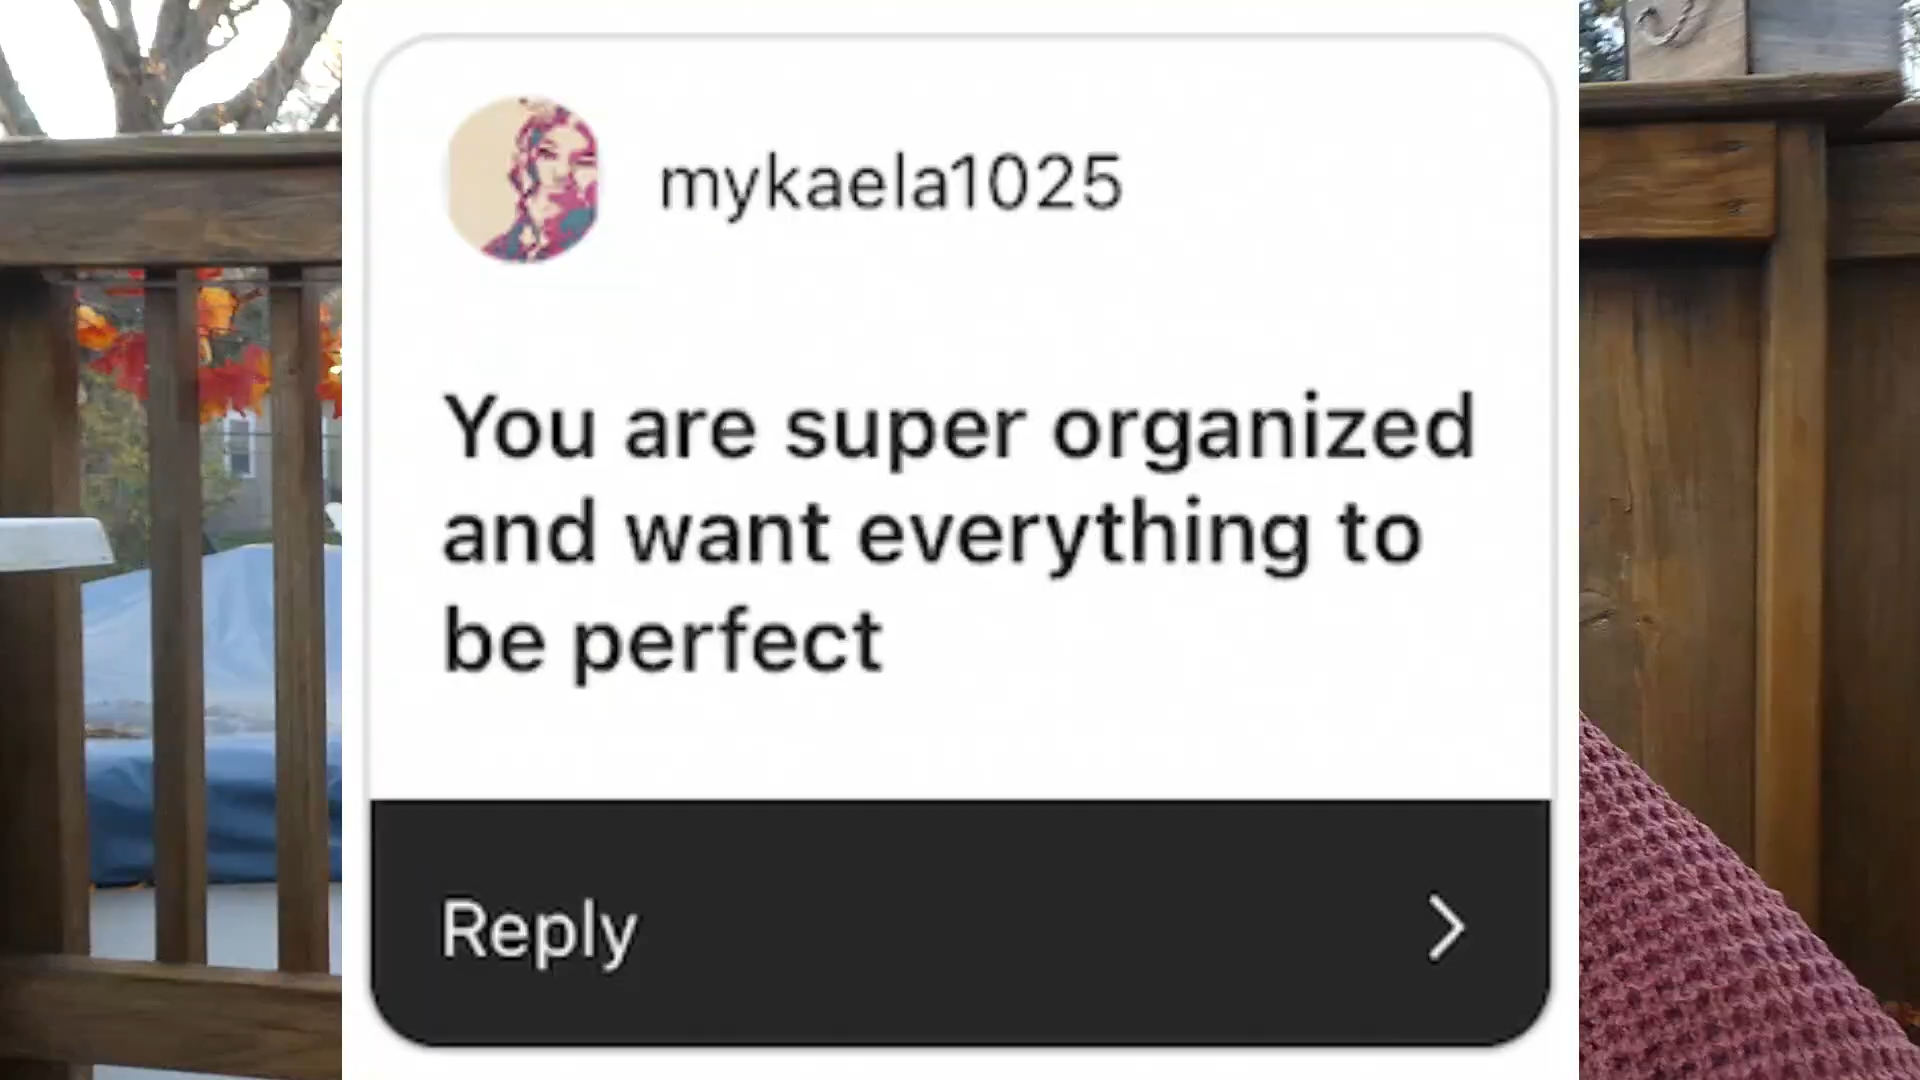 mykaela1025
You are super organized
and want everything to
be perfect
Reply